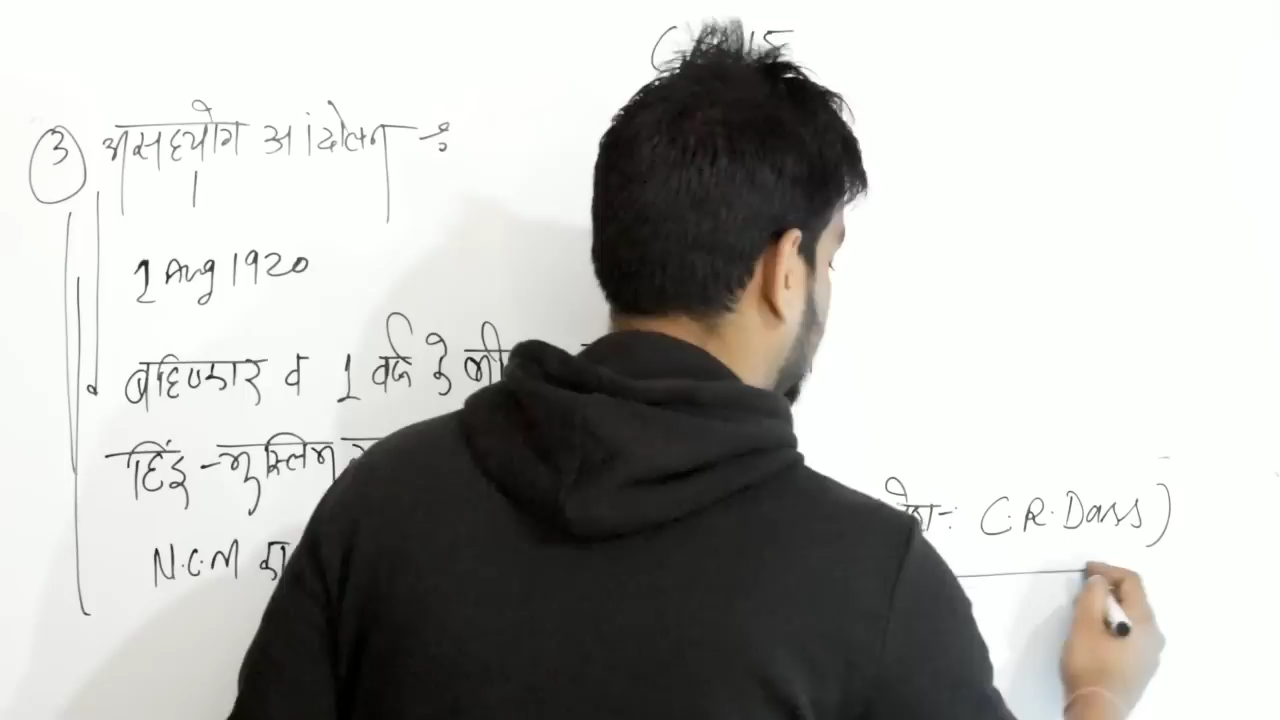 ③ असहयोग आंदोलन :-
1 Aug 1920
बहिष्कार व 1 वर्ष के भी
हिंदू-मुस्लिम
N.C.M का C.R. Dass)